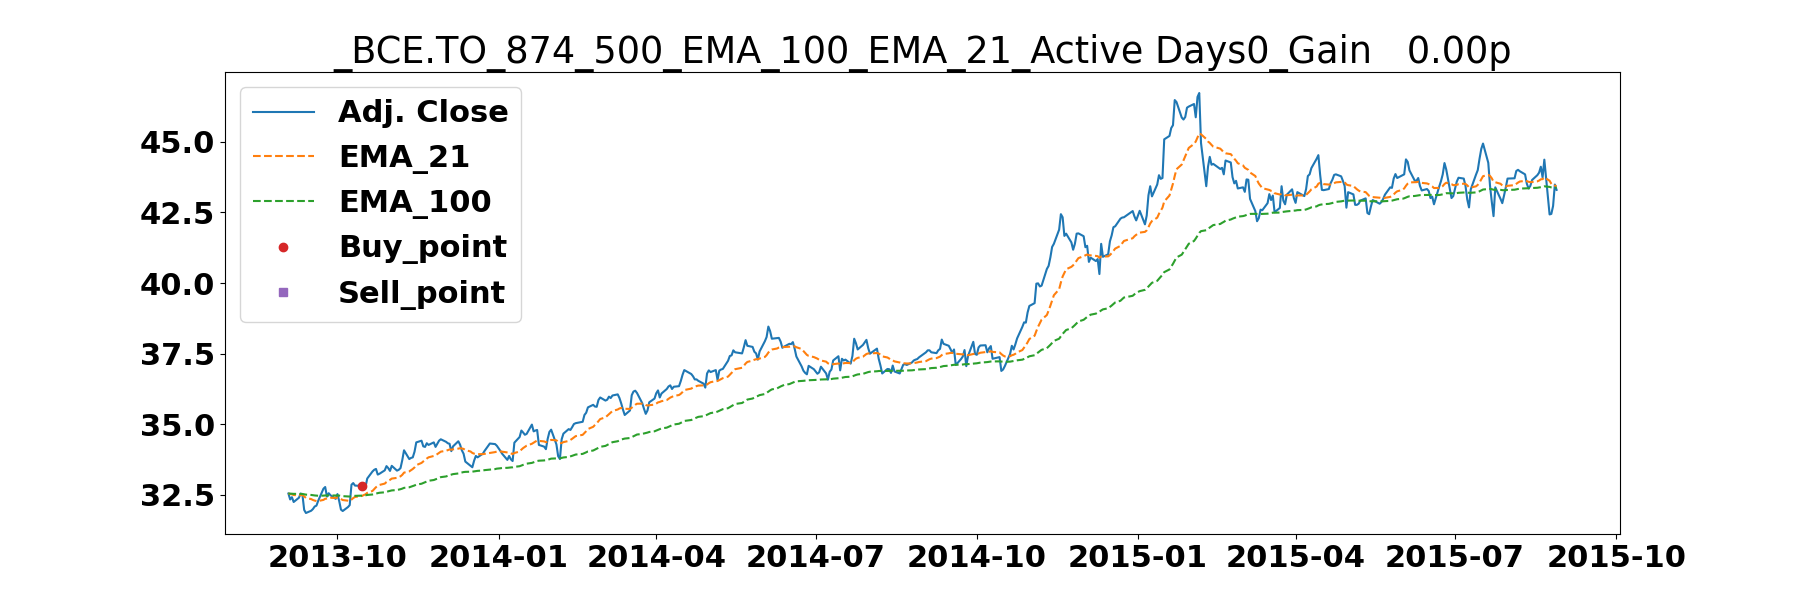 _BCE.TO_874_500_EMA_100_EMA_21_Active Days0_Gain   0.00p
Adj. Close
EMA_21
EMA_100
Buy_point
Sell_point
45.0
42.5
40.0
37.5
35.0
32.5
2013-10 2014-01 2014-04 2014-07 2014-10 2015-01 2015-04 2015-07 2015-10